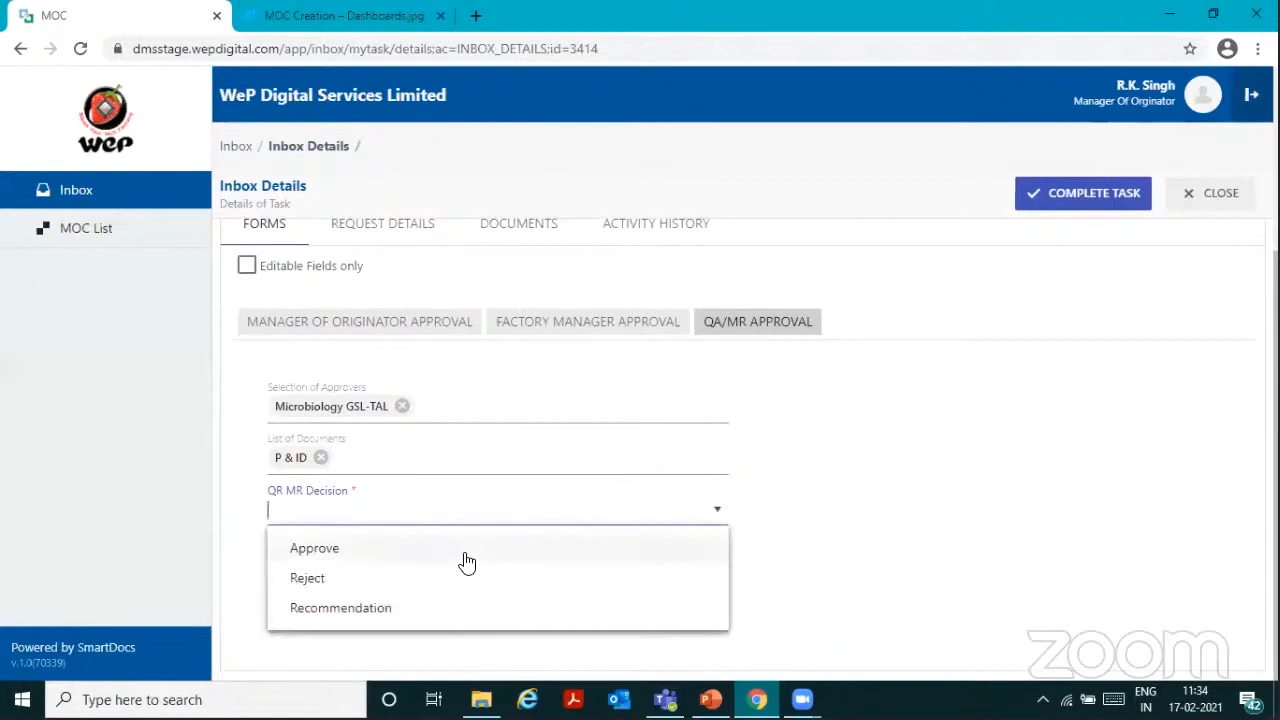 MOC
MOC Creation – Dashboards.jpg
dmsstage.wepdigital.com/app/inbox/mytask/details;ac=INBOX_DETAILS;id=3414
WeP
WeP Digital Services Limited
R.K. Singh
Manager Of Orginator
Inbox / Inbox Details /
Inbox
MOC List
Inbox Details
Details of Task
COMPLETE TASK
CLOSE
FORMS REQUEST DETAILS DOCUMENTS ACTIVITY HISTORY
Editable Fields only
MANAGER OF ORIGINATOR APPROVAL FACTORY MANAGER APPROVAL QA/MR APPROVAL
Selection of Approvers
Microbiology GSL-TAL
List of Documents
P & ID
QR MR Decision *
Approve
Reject
Recommendation
Powered by SmartDocs
v.1.0(70339)
zoom
Type here to search
ENG
IN
11:34
17-02-2021
42